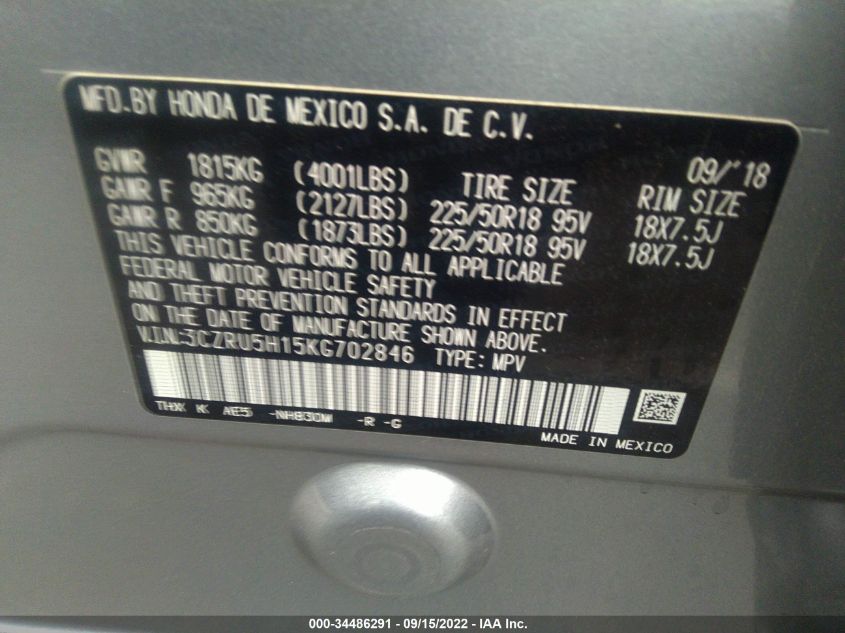 MFD.BY HONDA DE MEXICO S.A. DE C.V.
09/ 18
GVWR 1815KG (4001LBS) TIRE SIZE RIM SIZE
GAWR F 965KG (2127LBS) 225/50R18 95V 18X7.5J
GAWR R 850KG (1873LBS) 225/50R18 95V 18X7.5J
THIS VEHICLE CONFORMS TO ALL APPLICABLE
FEDERAL MOTOR VEHICLE SAFETY
AND THEFT PREVENTION STANDARDS IN EFFECT
ON THE DATE OF MANUFACTURE SHOWN ABOVE.
V.I.N.:3CZRU5H15KG702846 TYPE:MPV
AE5 -NH830M -R -G
MADE IN MEXICO
000-34486291 - 09/15/2022 - IAA Inc.